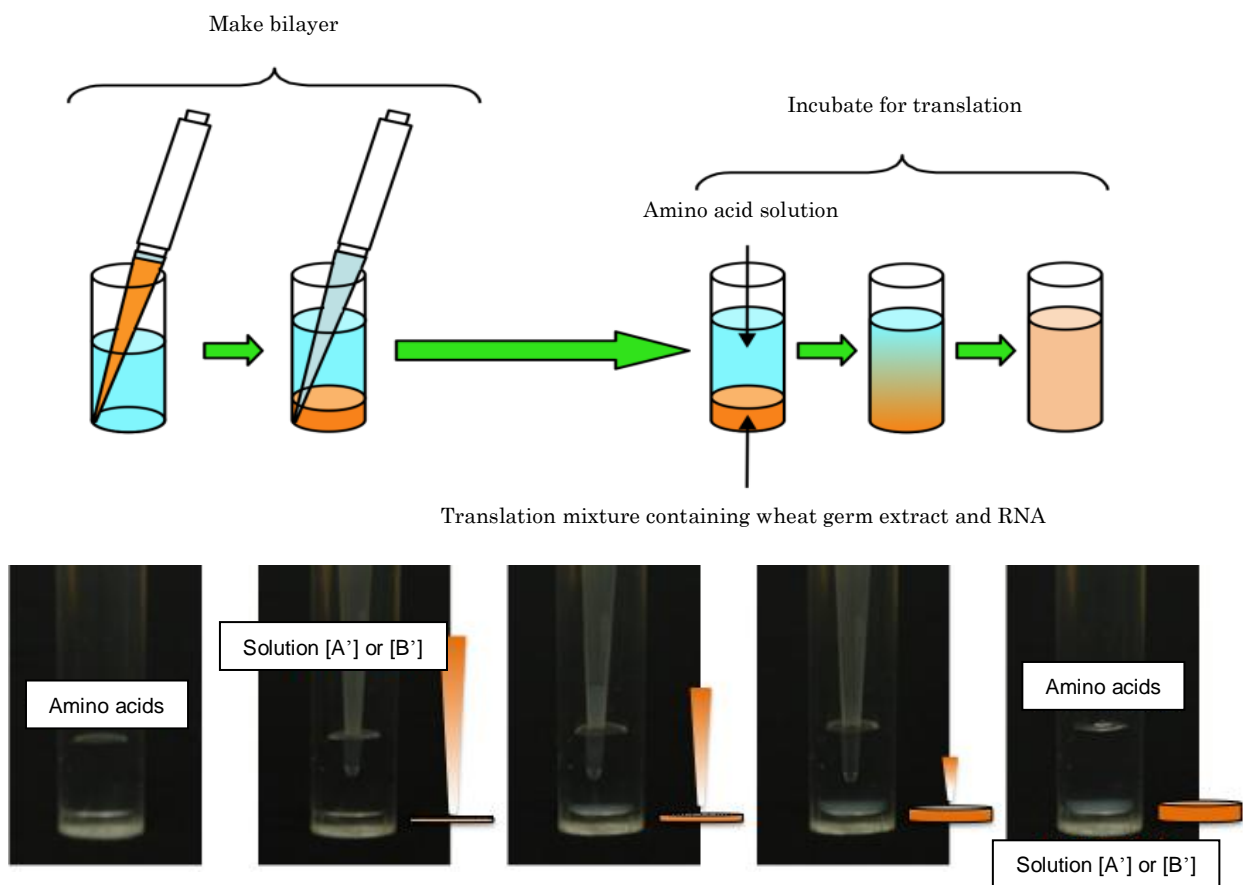 Make bilayer
Incubate for translation
Amino acid solution
Translation mixture containing wheat germ extract and RNA
Amino acids
Solution [A’] or [B’]
Amino acids
Solution [A’] or [B’]